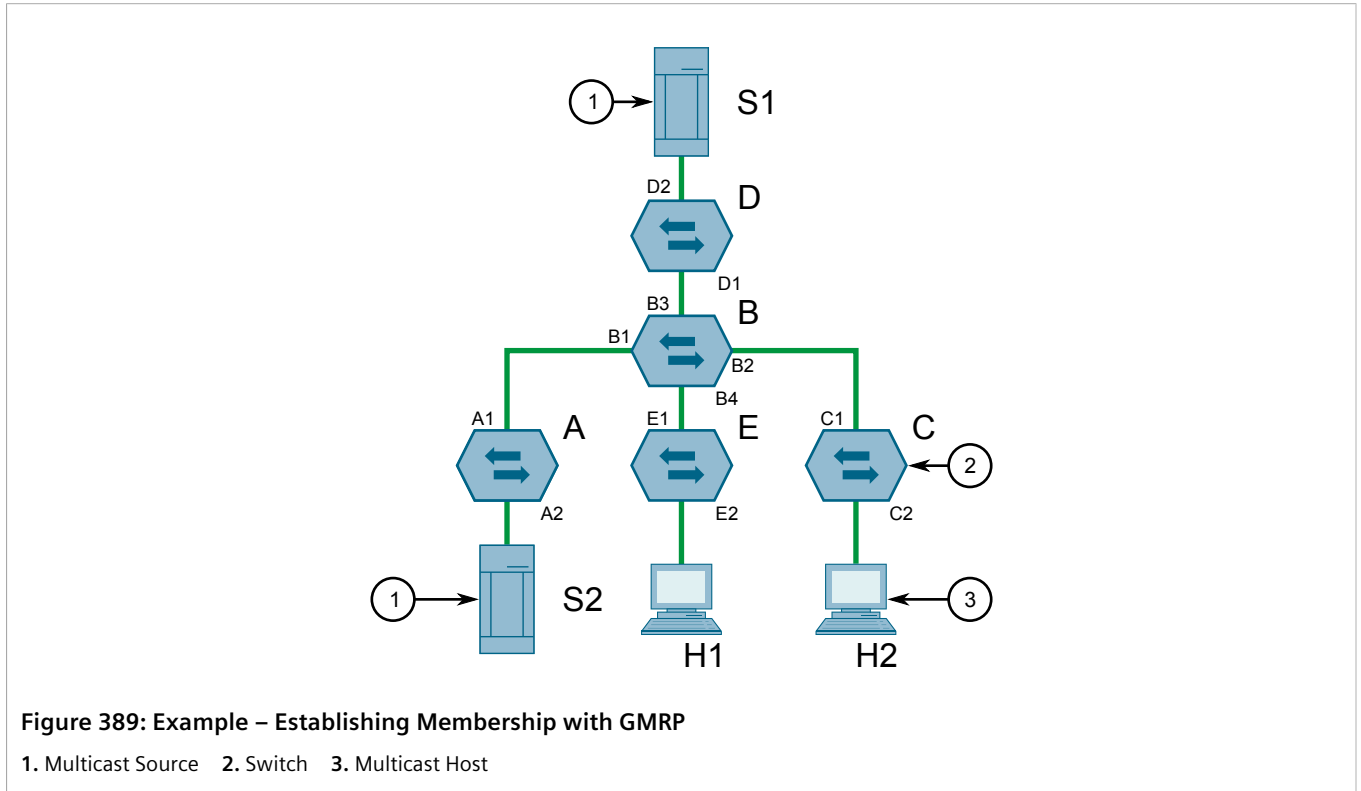 1
S1
D2
D
D1
B3
B
B1
B2
B4
A1
A
E1
E
C1
C
2
A2
E2
C2
1
S2
3
H1
H2
Figure 389: Example – Establishing Membership with GMRP
1. Multicast Source 2. Switch 3. Multicast Host